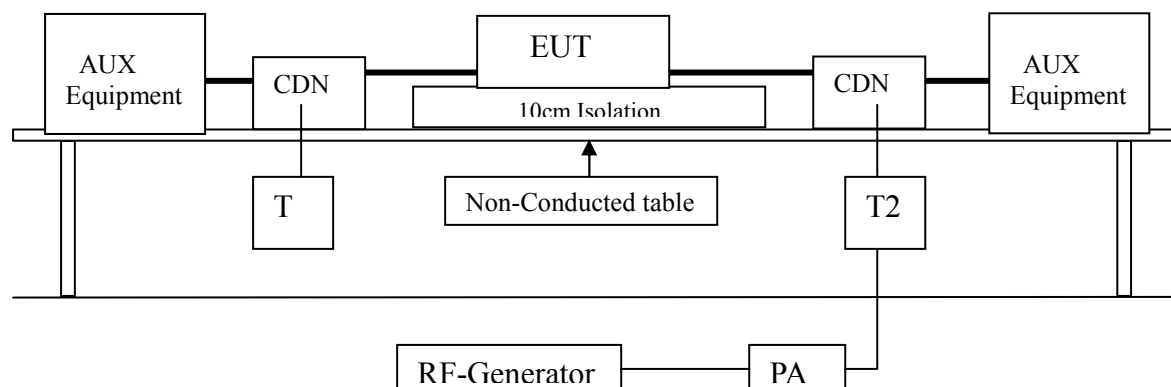 EUT
AUX
Equipment
CDN
CDN
AUX
Equipment
10cm Isolation
T
Non-Conducted table
T2
RF-Generator
PA